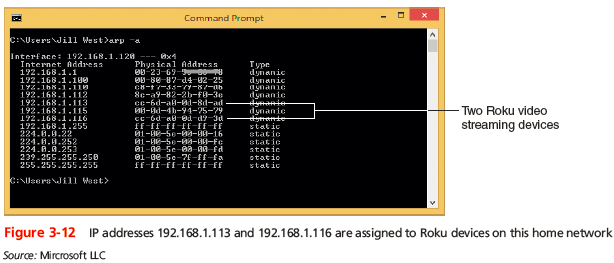 Command Prompt
C:\Users\Jill West>arp -a
Interface: 192.168.1.120 --- 0x4
Internet Address Physical Address Type
192.168.1.1 00-23-69- dynamic
192.168.1.100 00-80-87-d4-02-25 dynamic
192.168.1.110 c8-f7-33-79-87-d6 dynamic
192.168.1.112 8c-a9-82-2b-f0-3c dynamic
192.168.1.113 cc-6d-a0-0d-8d-ad dynamic
192.168.1.115 00-0d-4b-94-75-79 dynamic
192.168.1.116 cc-6d-a0-0d-d9-3d dynamic
192.168.1.255 ff-ff-ff-ff-ff-ff static
224.0.0.22 01-00-5e-00-00-16 static
224.0.0.252 01-00-5e-00-00-fc static
224.0.0.253 01-00-5e-00-00-fd static
239.255.255.250 01-00-5e-7f-ff-fa static
255.255.255.255 ff-ff-ff-ff-ff-ff static
C:\Users\Jill West>
Two Roku video
streaming devices
Figure 3-12 IP addresses 192.168.1.113 and 192.168.1.116 are assigned to Roku devices on this home network
Source: Mircrosoft LLC